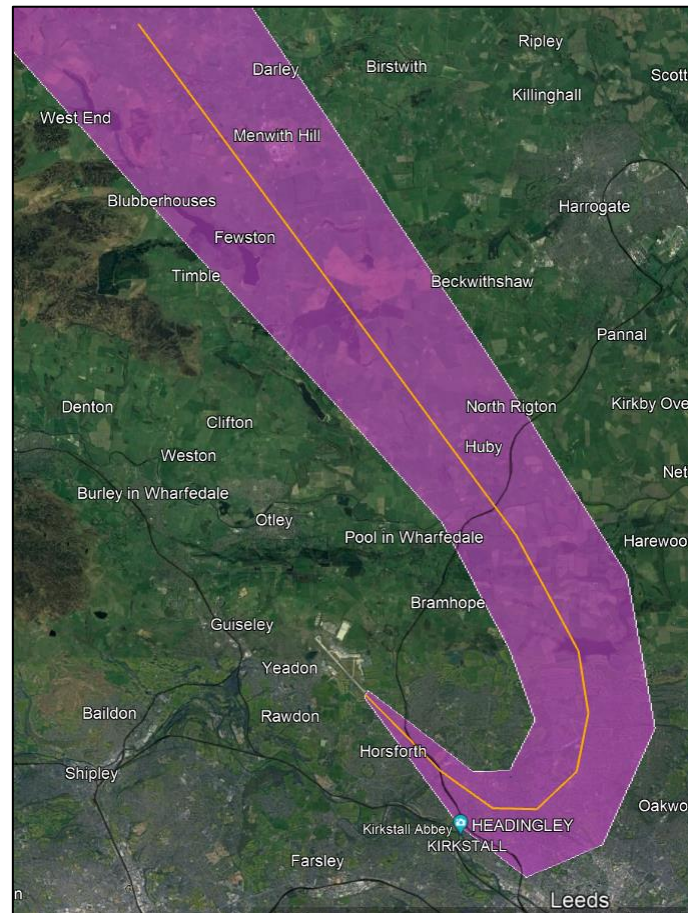 Ripley
Darley
Birstwith
Scott
Killinghall
West End
Menwith Hill
Blubberhouses
Harrogate
Fewston
Timble
Beckwithshaw
Pannal
Denton
North Rigton
Kirkby Ove
Clifton
Huby
Weston
Net
Burley in Wharfedale
Otley
Pool in Wharfedale
Harewoo
Bramhope
Guiseley
Yeadon
Baildon
Rawdon
Horsforth
Shipley
Oakwo
Kirkstall Abbey
HEADINGLEY
KIRKSTALL
Farsley
n
Leeds